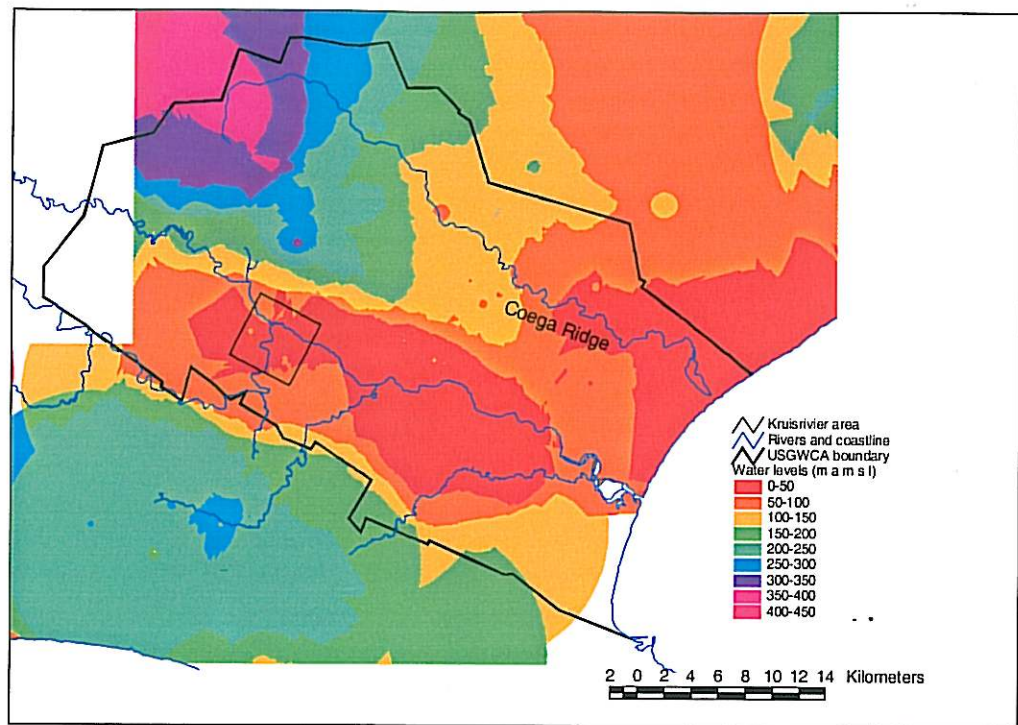 Coega Ridge
Kruisrivier area
Rivers and coastline
USGWCA boundary
Water levels (m a m s l)
0-50
50-100
100-150
150-200
200-250
250-300
300-350
350-400
400-450
2 0 2 4 6 8 10 12 14 Kilometers